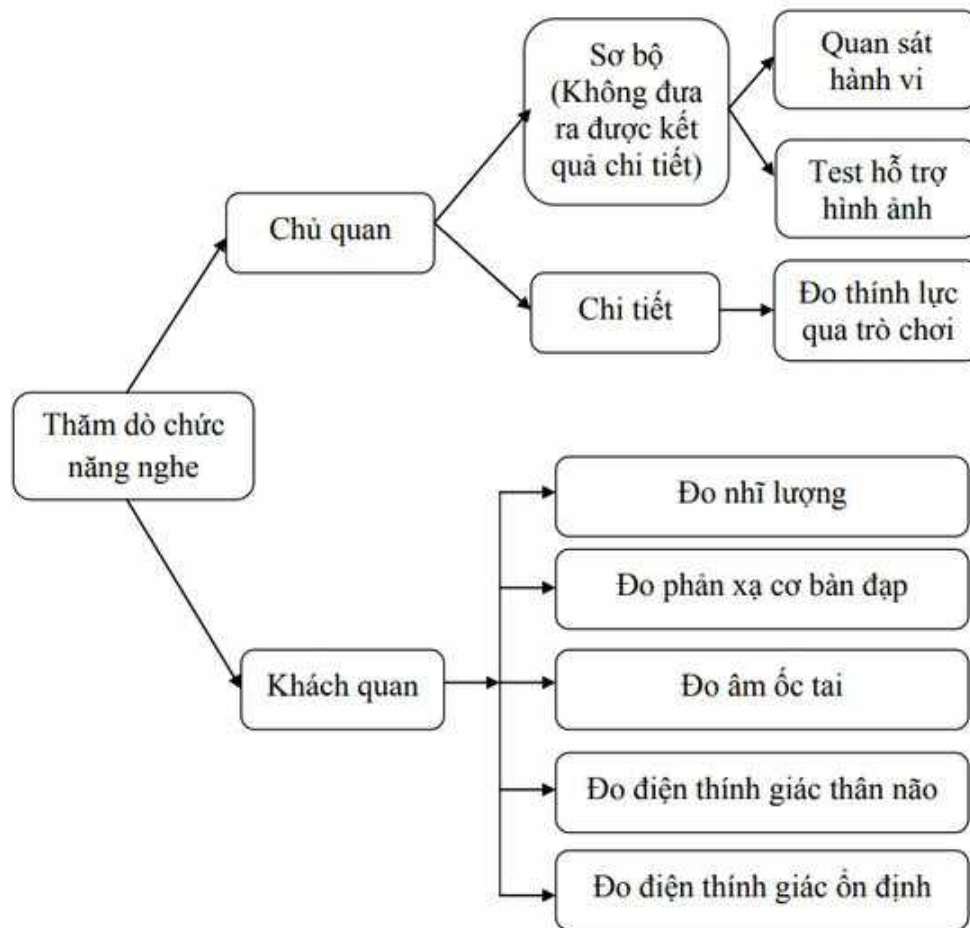 Sơ bộ
(Không đưa
ra được kết
quả chi tiết)
Quan sát
hành vi
Test hỗ trợ
hình ảnh
Chủ quan
Chi tiết
Đo thính lực
qua trò chơi
Thăm dò chức
năng nghe
Đo nhĩ lượng
Đo phản xạ cơ bàn đạp
Khách quan
Đo âm ốc tai
Đo điện thính giác thân não
Đo điện thính giác ổn định